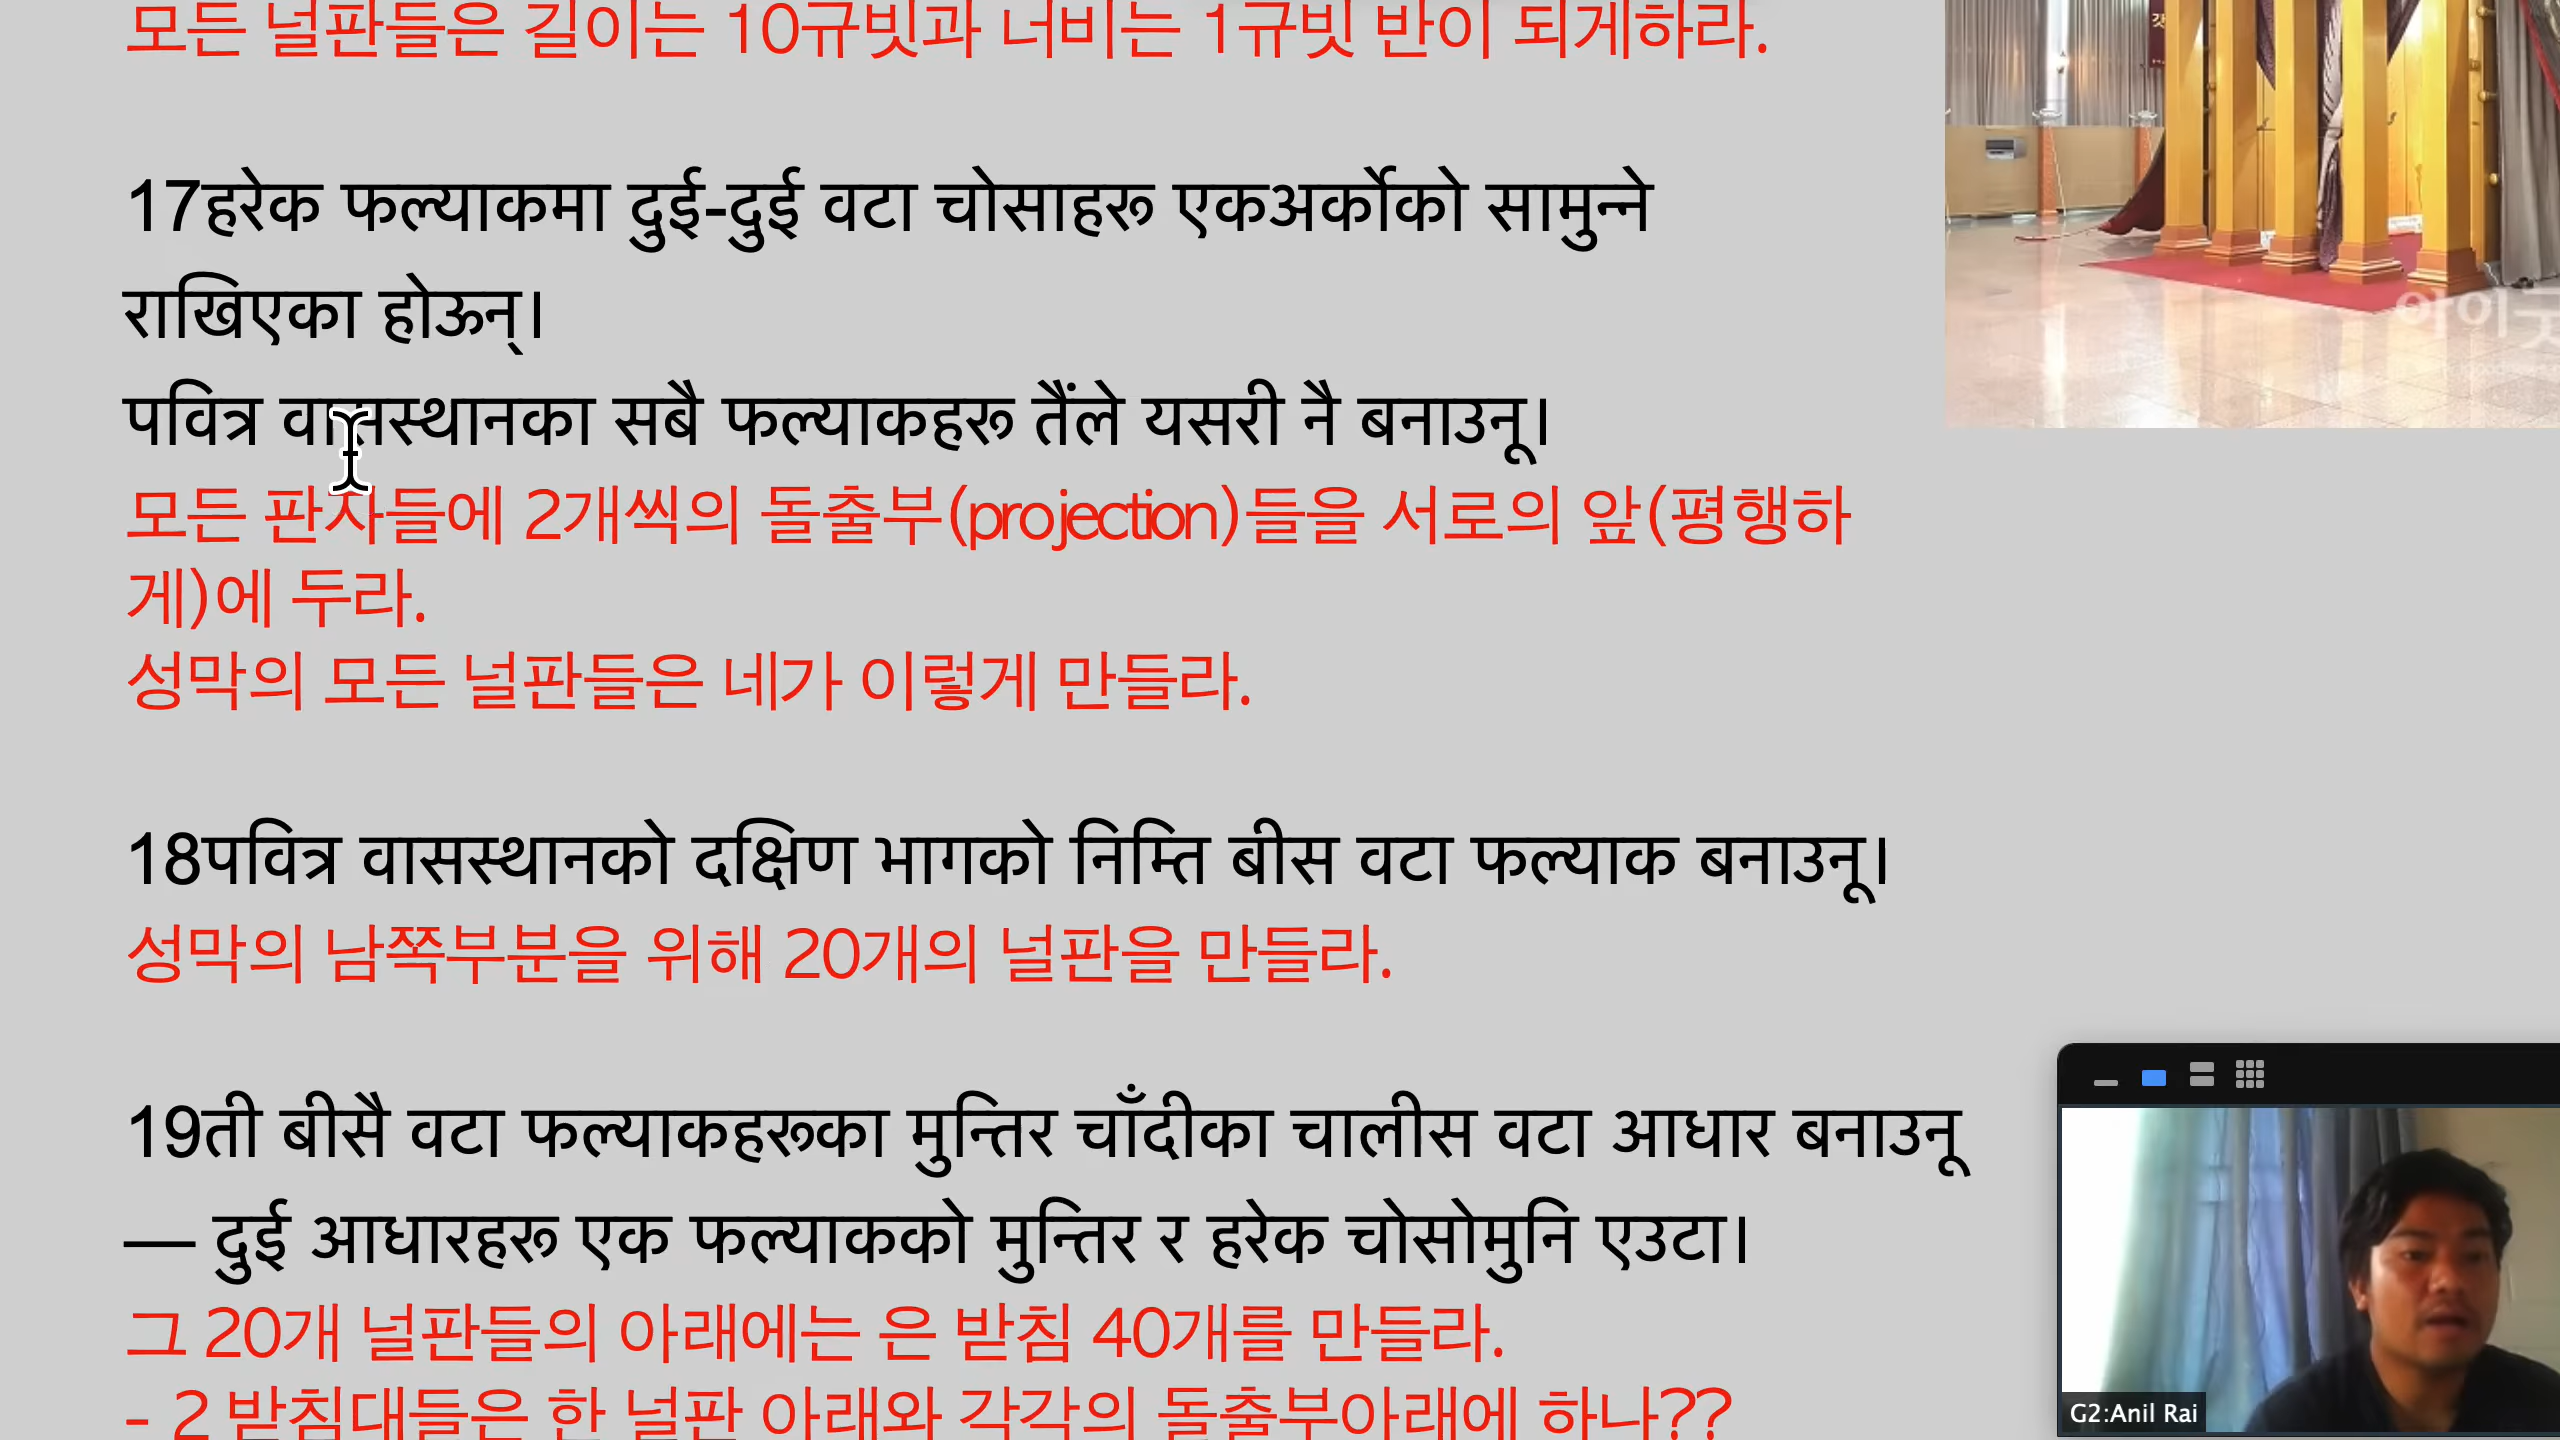 모든 널판들은 길이는 10규빗과 너비는 1규빗 반이 되게하라.
17हरेक फल्याकमा दुई-दुई वटा चोसाहरू एकअर्कोको सामुन्ने
राखिएका होऊन्।
पवित्र वासस्थानका सबै फल्याकहरू तैंले यसरी नै बनाउनू।
모든 판자들에 2개씩의 돌출부(projection)들을 서로의 앞(평행하
게)에 두라.
성막의 모든 널판들은 네가 이렇게 만들라.
18पवित्र वासस्थानको दक्षिण भागको निम्ति बीस वटा फल्याक बनाउनू।
성막의 남쪽부분을 위해 20개의 널판을 만들라.
19ती बीसै वटा फल्याकहरूका मुन्तिर चाँदीका चालीस वटा आधार बनाउनू
— दुई आधारहरू एक फल्याकको मुन्तिर र हरेक चोसोमुनि एउटा।
그 20개 널판들의 아래에는 은 받침 40개를 만들라.
- 2 받침대들은 한 널판 아래와 각각의 돌출부아래에 하나??
아이굿
G2:Anil Rai